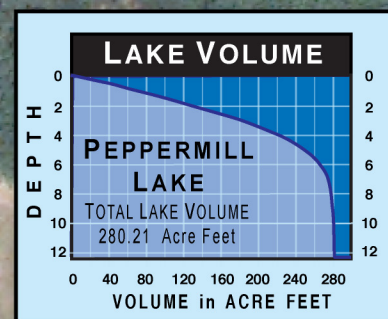 LAKE VOLUME
0 0
2 2
4 4
6 6
8 8
10 10
12 12
DEPTH
PEPPERMILL
LAKE
TOTAL LAKE VOLUME
280.21 Acre Feet
0 40 80 120 160 200 240 280
VOLUME in ACRE FEET